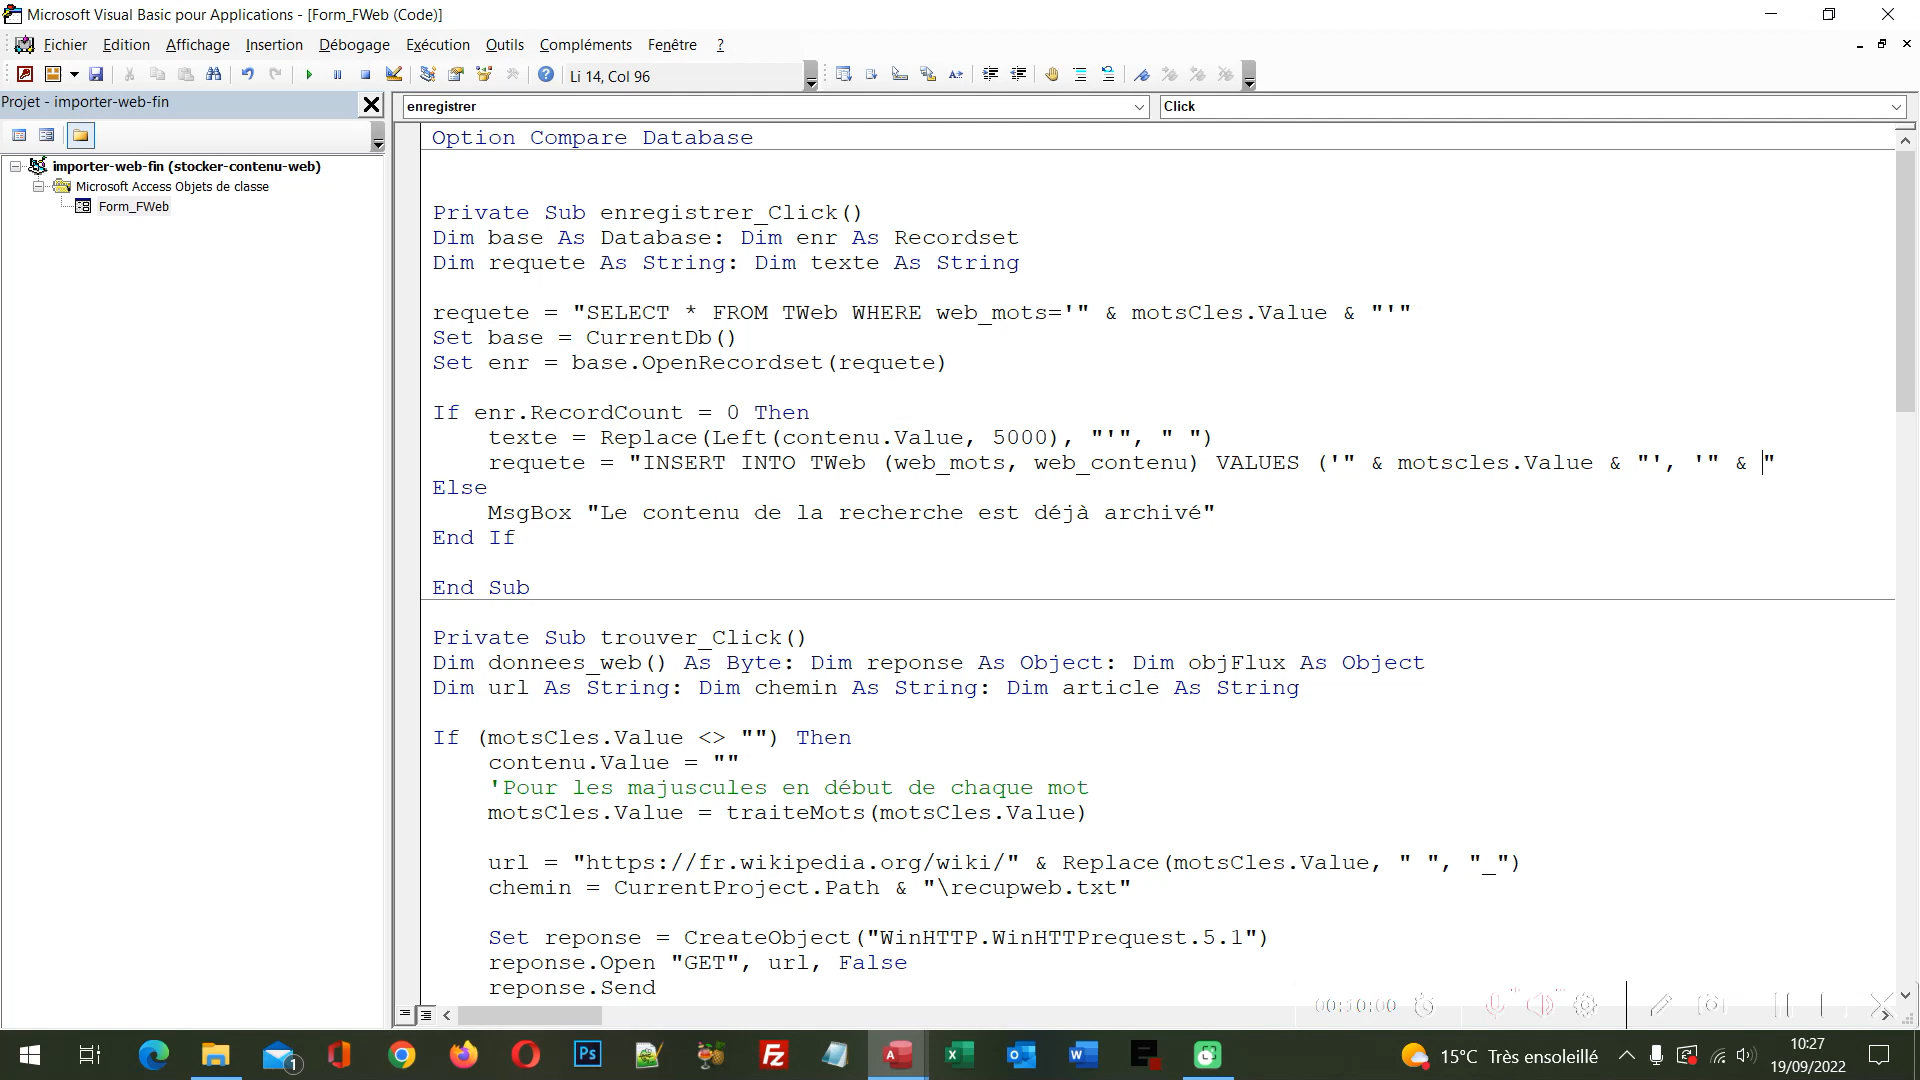 Microsoft Visual Basic pour Applications - [Form_FWeb (Code)]
Fichier Edition Affichage Insertion Débogage Exécution Outils Compléments Fenêtre ?
Li 14, Col 96
Projet - importer-web-fin
enregistrer
Click
importer-web-fin (stocker-contenu-web)
Microsoft Access Objets de classe
Form_FWeb
Option Compare Database
Private Sub enregistrer_Click()
Dim base As Database: Dim enr As Recordset
Dim requete As String: Dim texte As String
requete = "SELECT * FROM TWeb WHERE web_mots='" & motsCles.Value & "'"
Set base = CurrentDb()
Set enr = base.OpenRecordset(requete)
If enr.RecordCount = 0 Then
texte = Replace(Left(contenu.Value, 5000), "'", " ")
requete = "INSERT INTO TWeb (web_mots, web_contenu) VALUES ('" & motscles.Value & "', '" & "
Else
MsgBox "Le contenu de la recherche est déjà archivé"
End If
End Sub
Private Sub trouver_Click()
Dim donnees_web() As Byte: Dim reponse As Object: Dim objFlux As Object
Dim url As String: Dim chemin As String: Dim article As String
If (motsCles.Value <> "") Then
contenu.Value = ""
'Pour les majuscules en début de chaque mot
motsCles.Value = traiteMots(motsCles.Value)
url = "https://fr.wikipedia.org/wiki/" & Replace(motsCles.Value, " ", "_")
chemin = CurrentProject.Path & "\recupweb.txt"
Set reponse = CreateObject("WinHTTP.WinHTTPrequest.5.1")
reponse.Open "GET", url, False
reponse.Send
00:10:00
15°C Très ensoleillé
10:27
19/09/2022